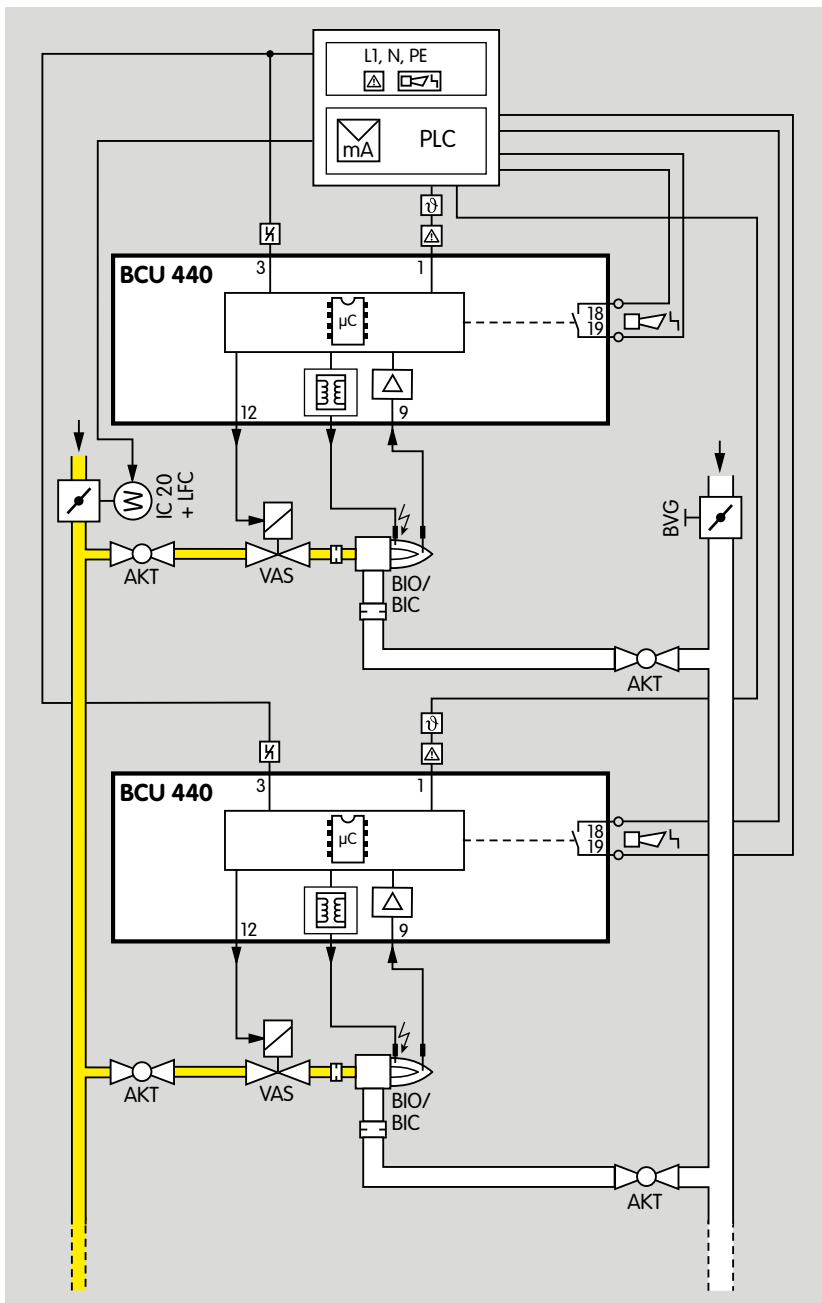 L1, N, PE
mA
PLC
ϑ
BCU 440
3
1
µC
18
19
12
9
IC 20
+ LFC
BVG
AKT
VAS
BIO/
BIC
AKT
ϑ
BCU 440
3
1
µC
18
19
12
9
AKT
VAS
BIO/
BIC
AKT